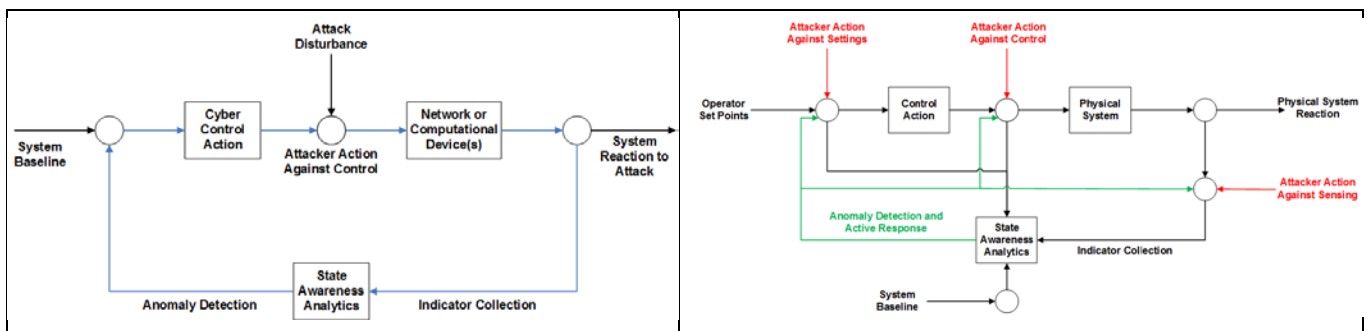 Attack
Disturbance
Cyber
Control
Action
Network or
Computational
Device(s)
System
Baseline
Attacker Action
Against Control
System
Reaction to
Attack
State
Awareness
Analytics
Anomaly Detection
Indicator Collection
Attacker Action
Against Settings
Attacker Action
Against Control
Operator
Set Points
Control
Action
Physical
System
Physical System
Reaction
Attacker Action
Against Sensing
Anomaly Detection and
Active Response
State
Awareness
Analytics
Indicator Collection
System
Baseline